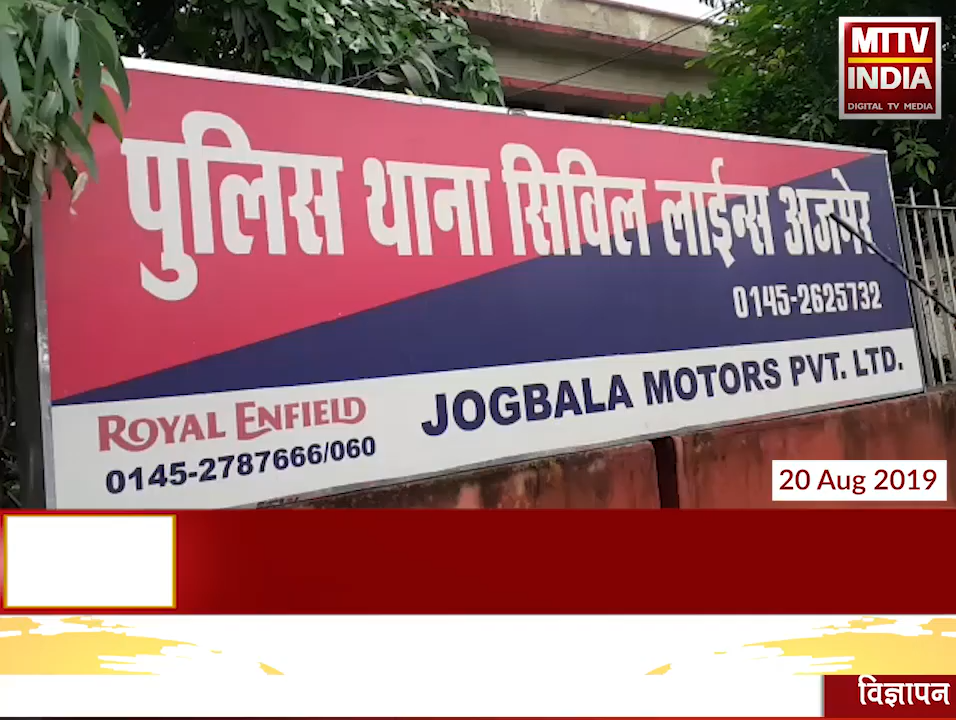 MTTV
INDIA
DIGITAL TV MEDIA
पुलिस थाना सिविल लाईन्स अजमेर
0145-2625732
ROYAL ENFIELD
0145-2787666/060
JOGBALA MOTORS PVT. LTD.
20 Aug 2019
विज्ञापन